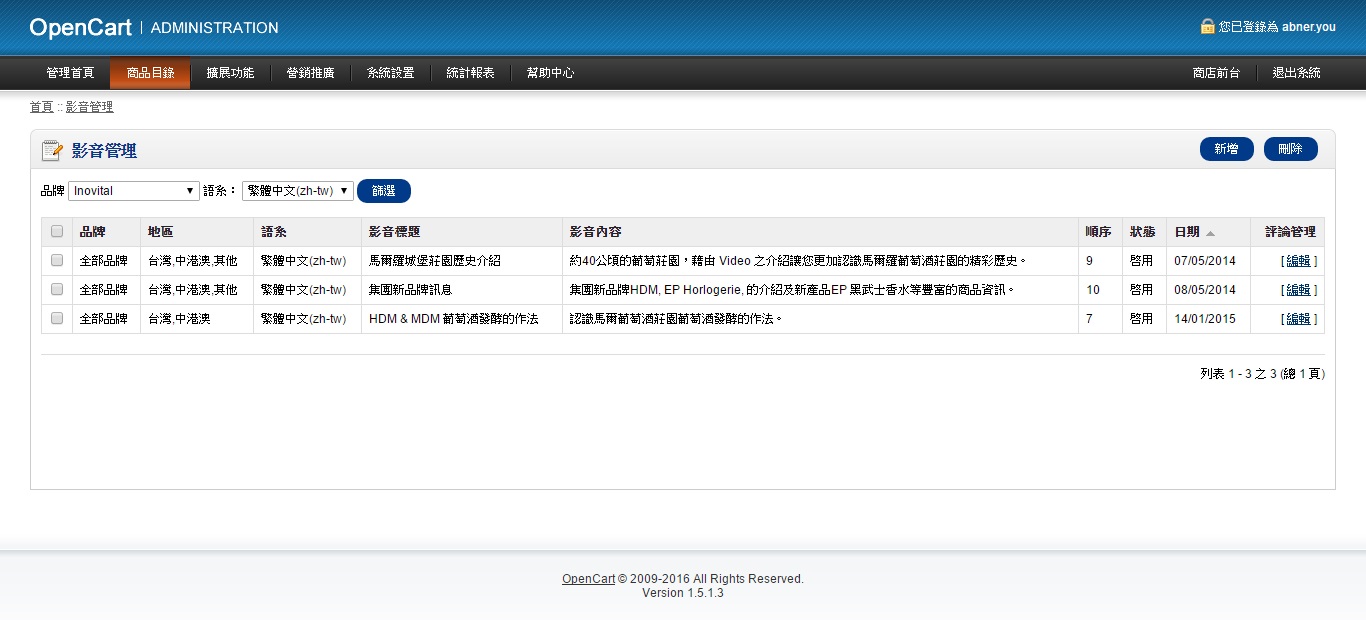 OpenCart | ADMINISTRATION 您已登錄為 abner.you
管理首頁 商品目錄 擴展功能 營銷推廣 系統設置 統計報表 幫助中心 商店前台 退出系統
首頁 :: 影音管理
影音管理 新增 刪除
品牌 Inovital 語系： 繁體中文(zh-tw) 篩選
品牌 地區 語系 影音標題 影音內容 順序 狀態 日期 評論管理
全部品牌 台灣,中港澳,其他 繁體中文(zh-tw) 馬爾羅城堡莊園歷史介紹 約40公頃的葡萄莊園，藉由 Video 之介紹讓您更加認識馬爾羅葡萄酒莊園的精彩歷史。 9 啓用 07/05/2014 [ 編輯 ]
全部品牌 台灣,中港澳,其他 繁體中文(zh-tw) 集團新品牌訊息 集團新品牌HDM, EP Horlogerie, 的介紹及新產品EP 黑武士香水等豐富的商品資訊。 10 啓用 08/05/2014 [ 編輯 ]
全部品牌 台灣,中港澳 繁體中文(zh-tw) HDM & MDM 葡萄酒發酵的作法 認識馬爾葡萄酒莊園葡萄酒發酵的作法。 7 啓用 14/01/2015 [ 編輯 ]
列表 1 - 3 之 3 (總 1 頁)
OpenCart © 2009-2016 All Rights Reserved.
Version 1.5.1.3